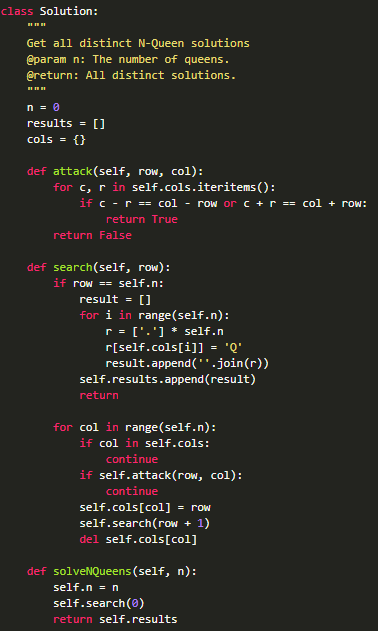 class Solution:
    """
    Get all distinct N-Queen solutions
    @param n: The number of queens.
    @return: All distinct solutions.
    """
    n = 0
    results = []
    cols = {}

    def attack(self, row, col):
        for c, r in self.cols.iteritems():
            if c - r == col - row or c + r == col + row:
                return True
        return False

    def search(self, row):
        if row == self.n:
            result = []
            for i in range(self.n):
                r = ['.'] * self.n
                r[self.cols[i]] = 'Q'
                result.append(''.join(r))
            self.results.append(result)
            return

        for col in range(self.n):
            if col in self.cols:
                continue
            if self.attack(row, col):
                continue
            self.cols[col] = row
            self.search(row + 1)
            del self.cols[col]

    def solveNQueens(self, n):
        self.n = n
        self.search(0)
        return self.results